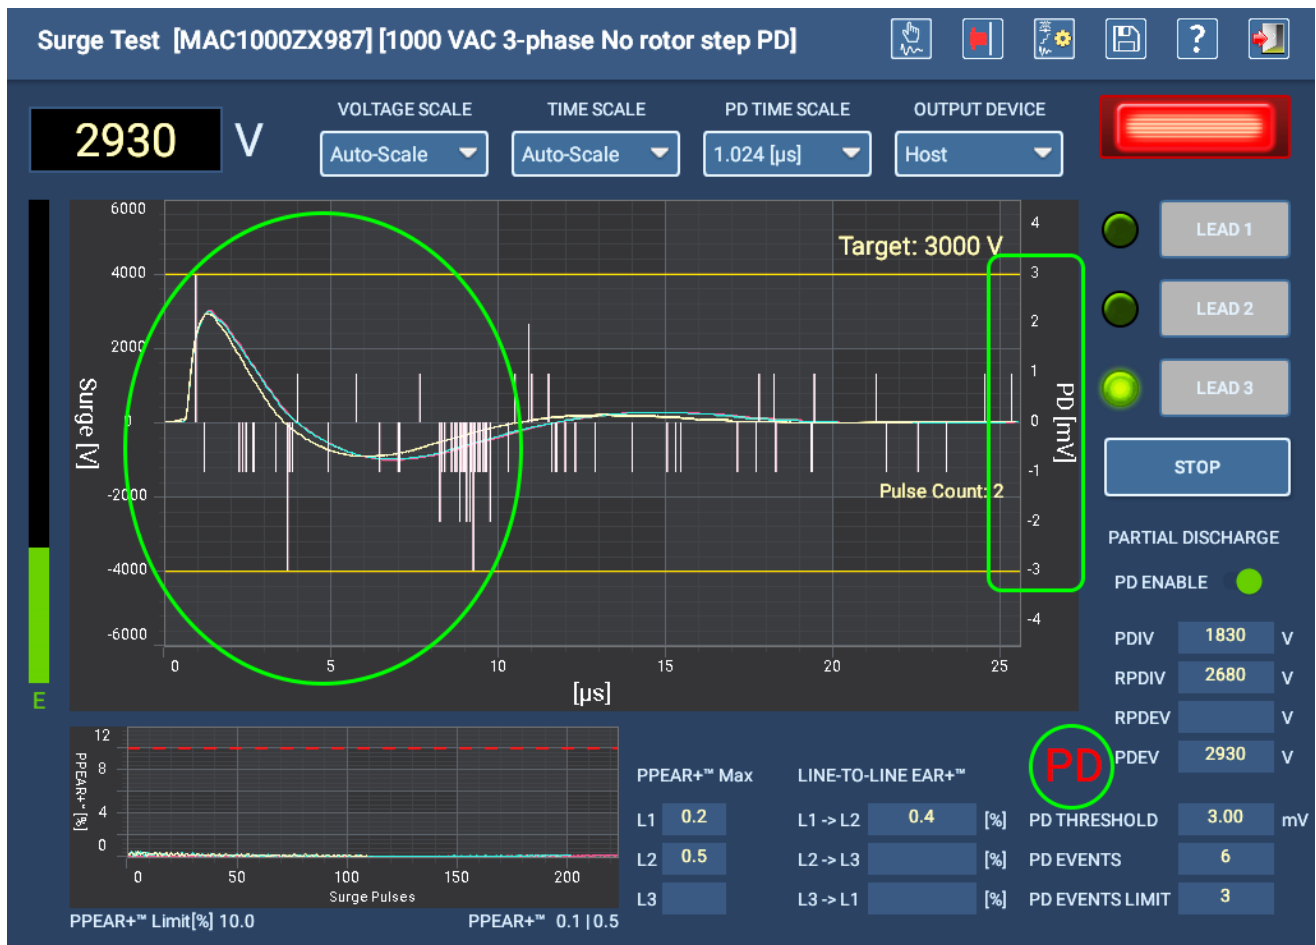 Surge Test [MAC1000ZX987] [1000 VAC 3-phase No rotor step PD]
?
VOLTAGE SCALE TIME SCALE PD TIME SCALE OUTPUT DEVICE
2930 V
Auto-Scale Auto-Scale 1.024 [µs] Host
6000
4000
2000
0
-2000
-4000
-6000
Surge [V]
Target: 3000 V
Pulse Count: 2
4
3
2
1
0
-1
-2
-3
-4
PD [mV]
0 5 10 15 20 25
[µs]
E
LEAD 1
LEAD 2
LEAD 3
STOP
PARTIAL DISCHARGE
PD ENABLE
PDIV 1830 V
RPDIV 2680 V
RPDEV V
PD
PDEV 2930 V
PD THRESHOLD 3.00 mV
PD EVENTS 6
PD EVENTS LIMIT 3
12
8
4
0
PPEAR+™ [%]
0 50 100 150 200
Surge Pulses
PPEAR+™ Limit[%] 10.0 PPEAR+™ 0.1 | 0.5
PPEAR+™ Max LINE-TO-LINE EAR+™
L1 0.2 L1 -> L2 0.4 [%]
L2 0.5 L2 -> L3 [%]
L3 L3 -> L1 [%]